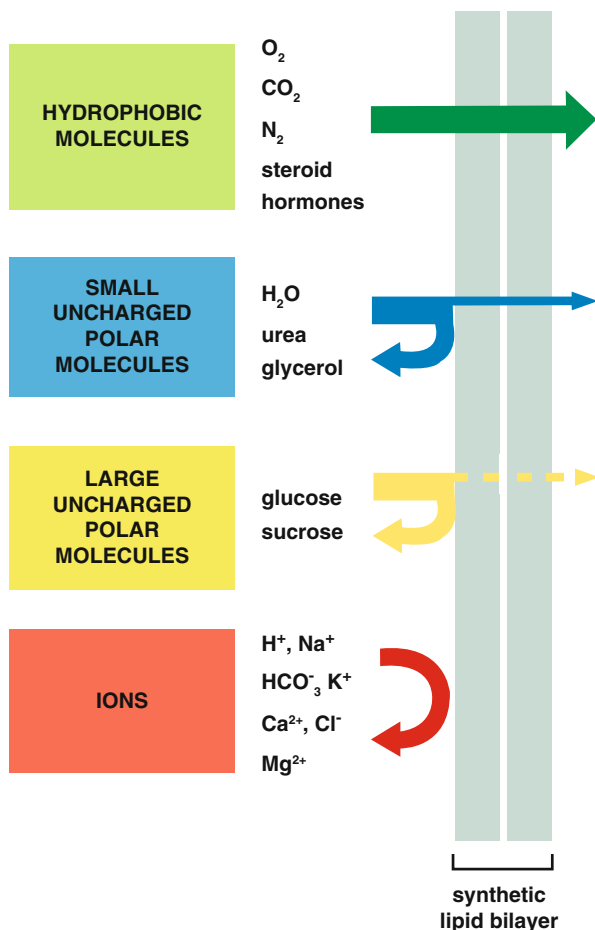 HYDROPHOBIC
MOLECULES
O₂
CO₂
N₂
steroid
hormones
SMALL
UNCHARGED
POLAR
MOLECULES
H₂O
urea
glycerol
LARGE
UNCHARGED
POLAR
MOLECULES
glucose
sucrose
IONS
H⁺, Na⁺
HCO⁻₃ K⁺
Ca²⁺, Cl⁻
Mg²⁺
synthetic
lipid bilayer